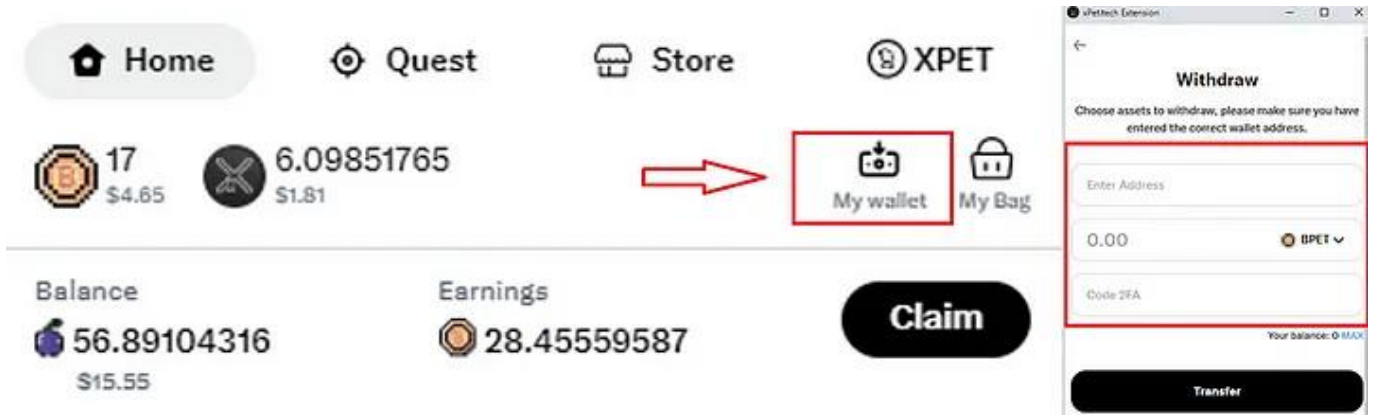 Home
Quest
Store
XPET
17
$4.65
6.09851765
$1.81
My wallet
My Bag
Balance
56.89104316
$15.55
Earnings
28.45559587
Claim
xPet.tech Extension
Withdraw
Choose assets to withdraw, please make sure you have
entered the correct wallet address.
Enter Address
0.00
BPET
Code 2FA
Your balance: 0 MAX
Transfer